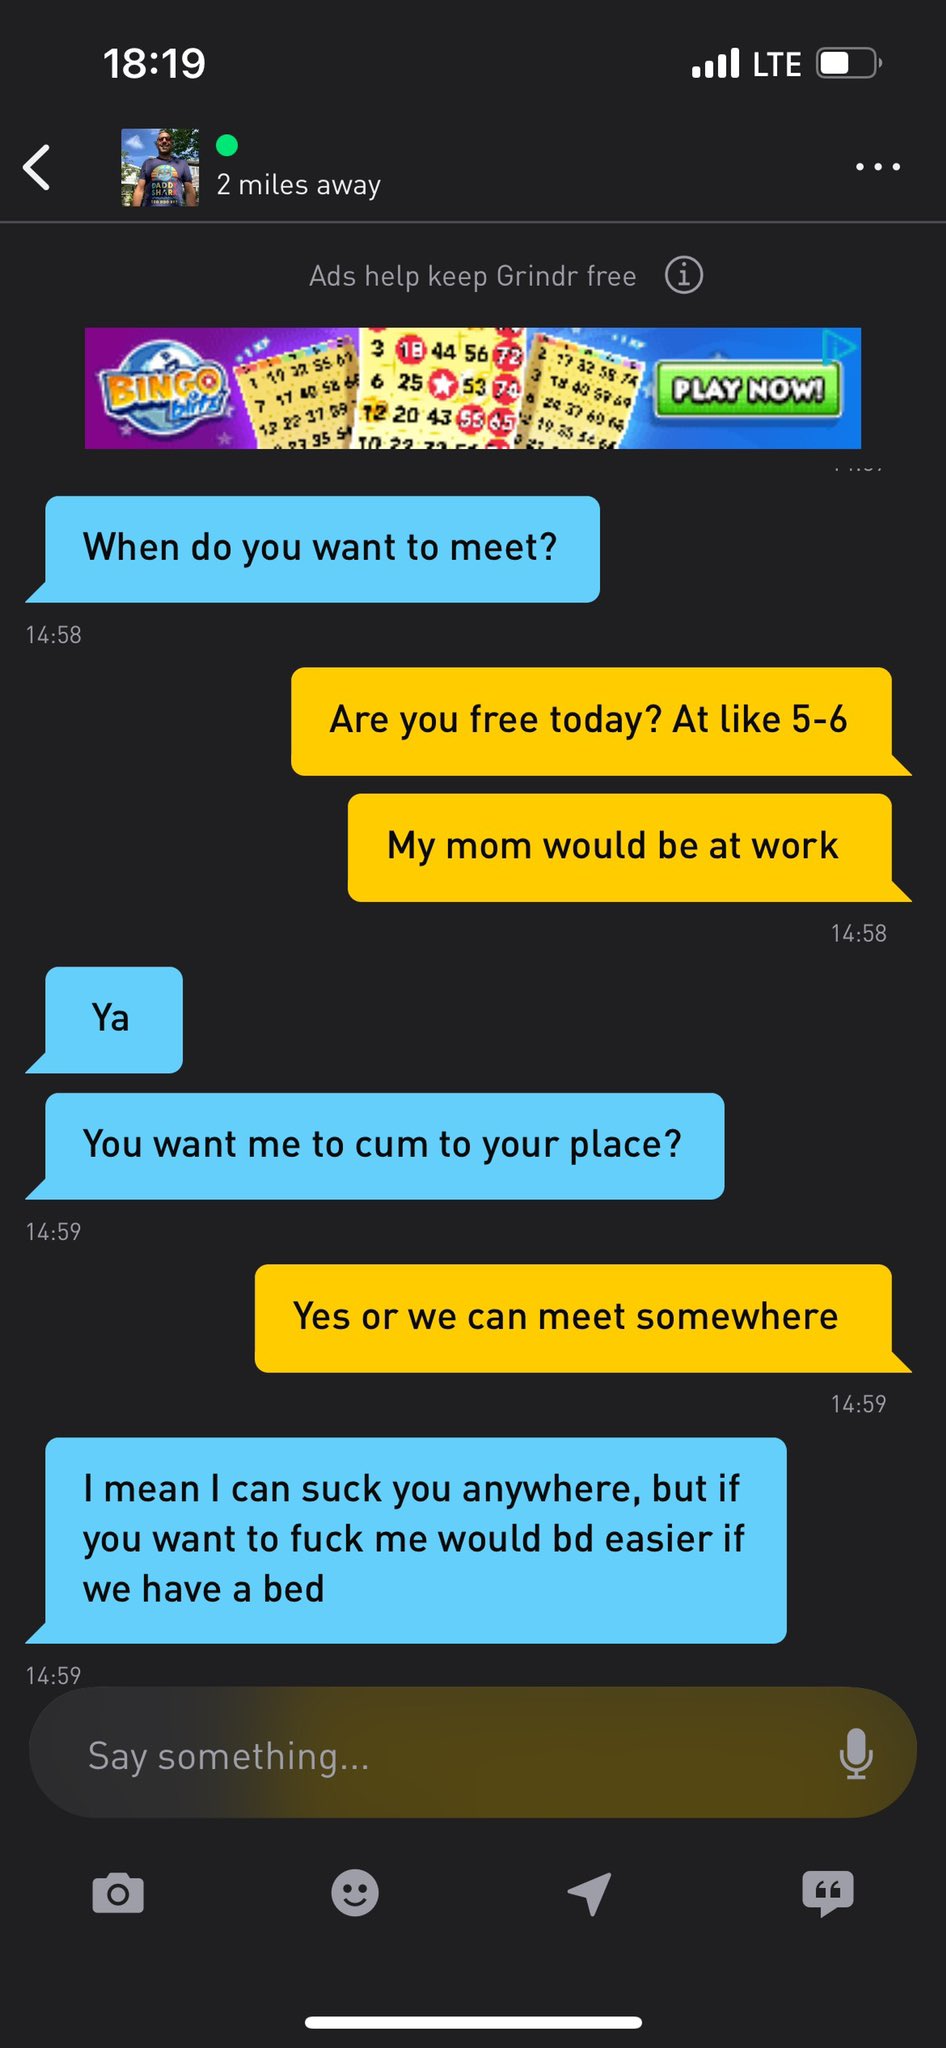 18:19
LTE
2 miles away
Ads help keep Grindr free
BINGO
Blitz
PLAY NOW!
When do you want to meet?
14:58
Are you free today? At like 5-6
My mom would be at work
14:58
Ya
You want me to cum to your place?
14:59
Yes or we can meet somewhere
14:59
I mean I can suck you anywhere, but if
you want to fuck me would bd easier if
we have a bed
14:59
Say something...